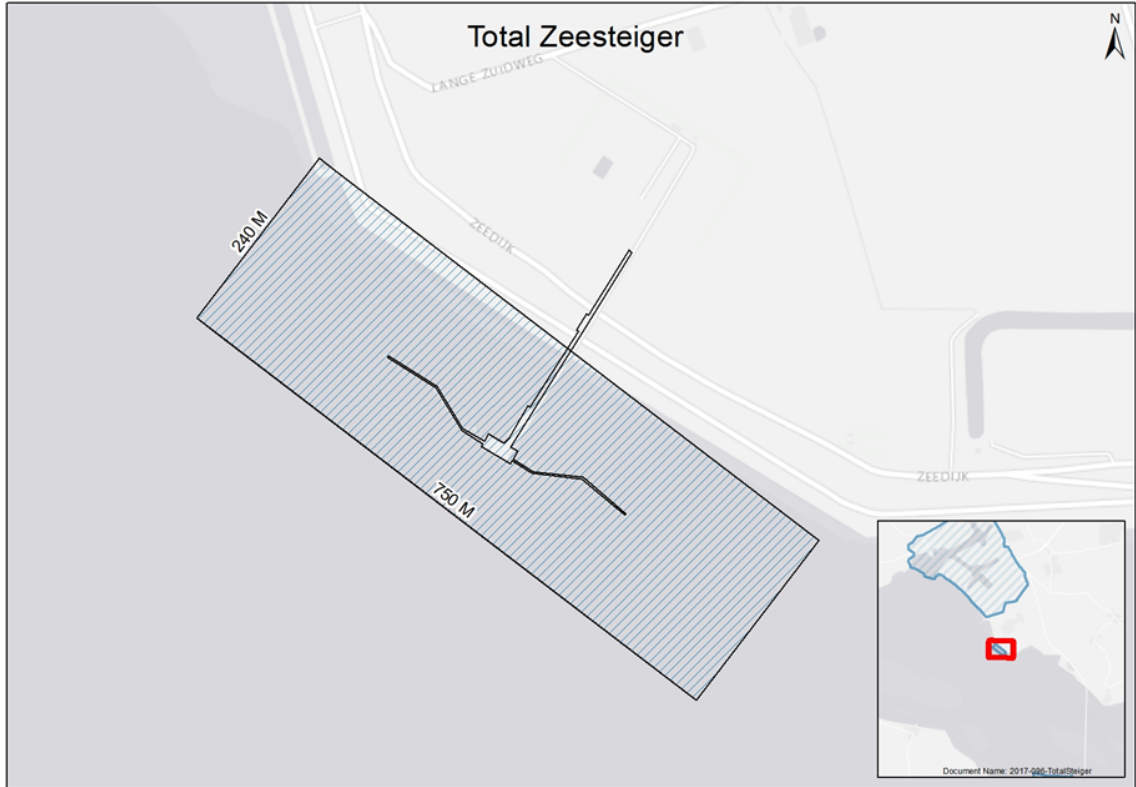 Total Zeesteiger
N
LANGE ZUIDWEG
240 M
ZEEDIJK
750 M
ZEEDIJK
Document Name: 2017-096-TotalSteiger